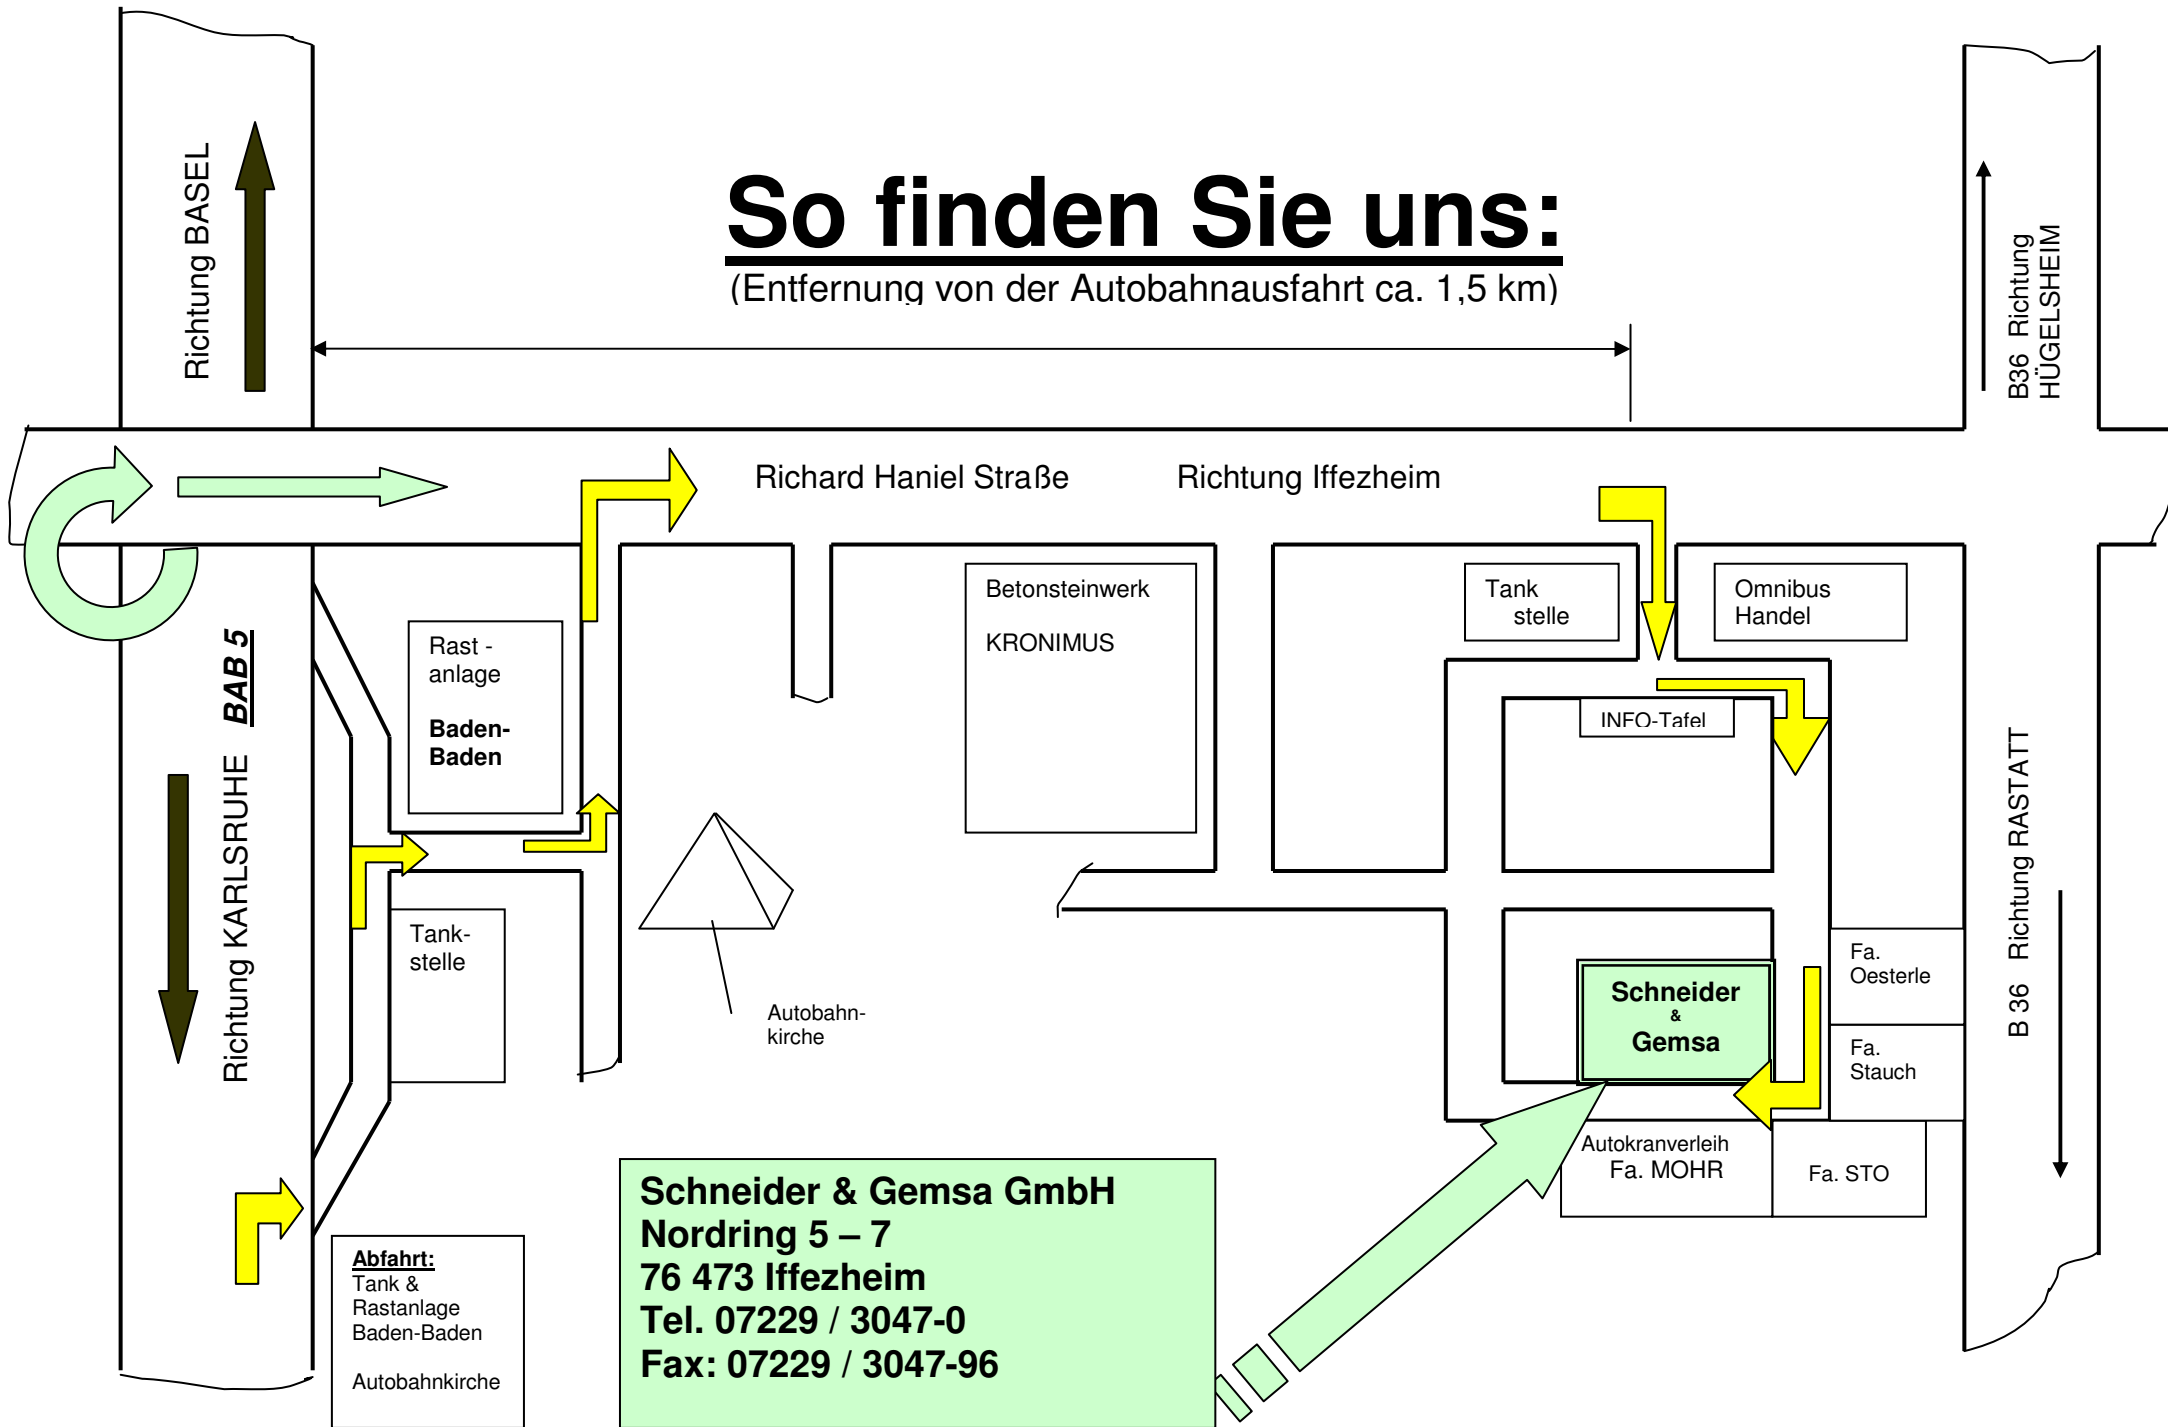 So finden Sie uns:
(Entfernung von der Autobahnausfahrt ca. 1,5 km)
Richtung BASEL
B36 Richtung
HÜGELSHEIM
Richard Haniel Straße
Richtung Iffezheim
Richtung KARLSRUHE BAB 5
Rast -
anlage
Baden-
Baden
Betonsteinwerk
KRONIMUS
Tank
stelle
Omnibus
Handel
INFO-Tafel
B 36 Richtung RASTATT
Tank-
stelle
Autobahn-
kirche
Schneider
&
Gemsa
Fa.
Oesterle
Fa.
Stauch
Autokranverleih
Fa. MOHR
Fa. STO
Abfahrt:
Tank &
Rastanlage
Baden-Baden
Autobahnkirche
Schneider & Gemsa GmbH
Nordring 5 – 7
76 473 Iffezheim
Tel. 07229 / 3047-0
Fax: 07229 / 3047-96